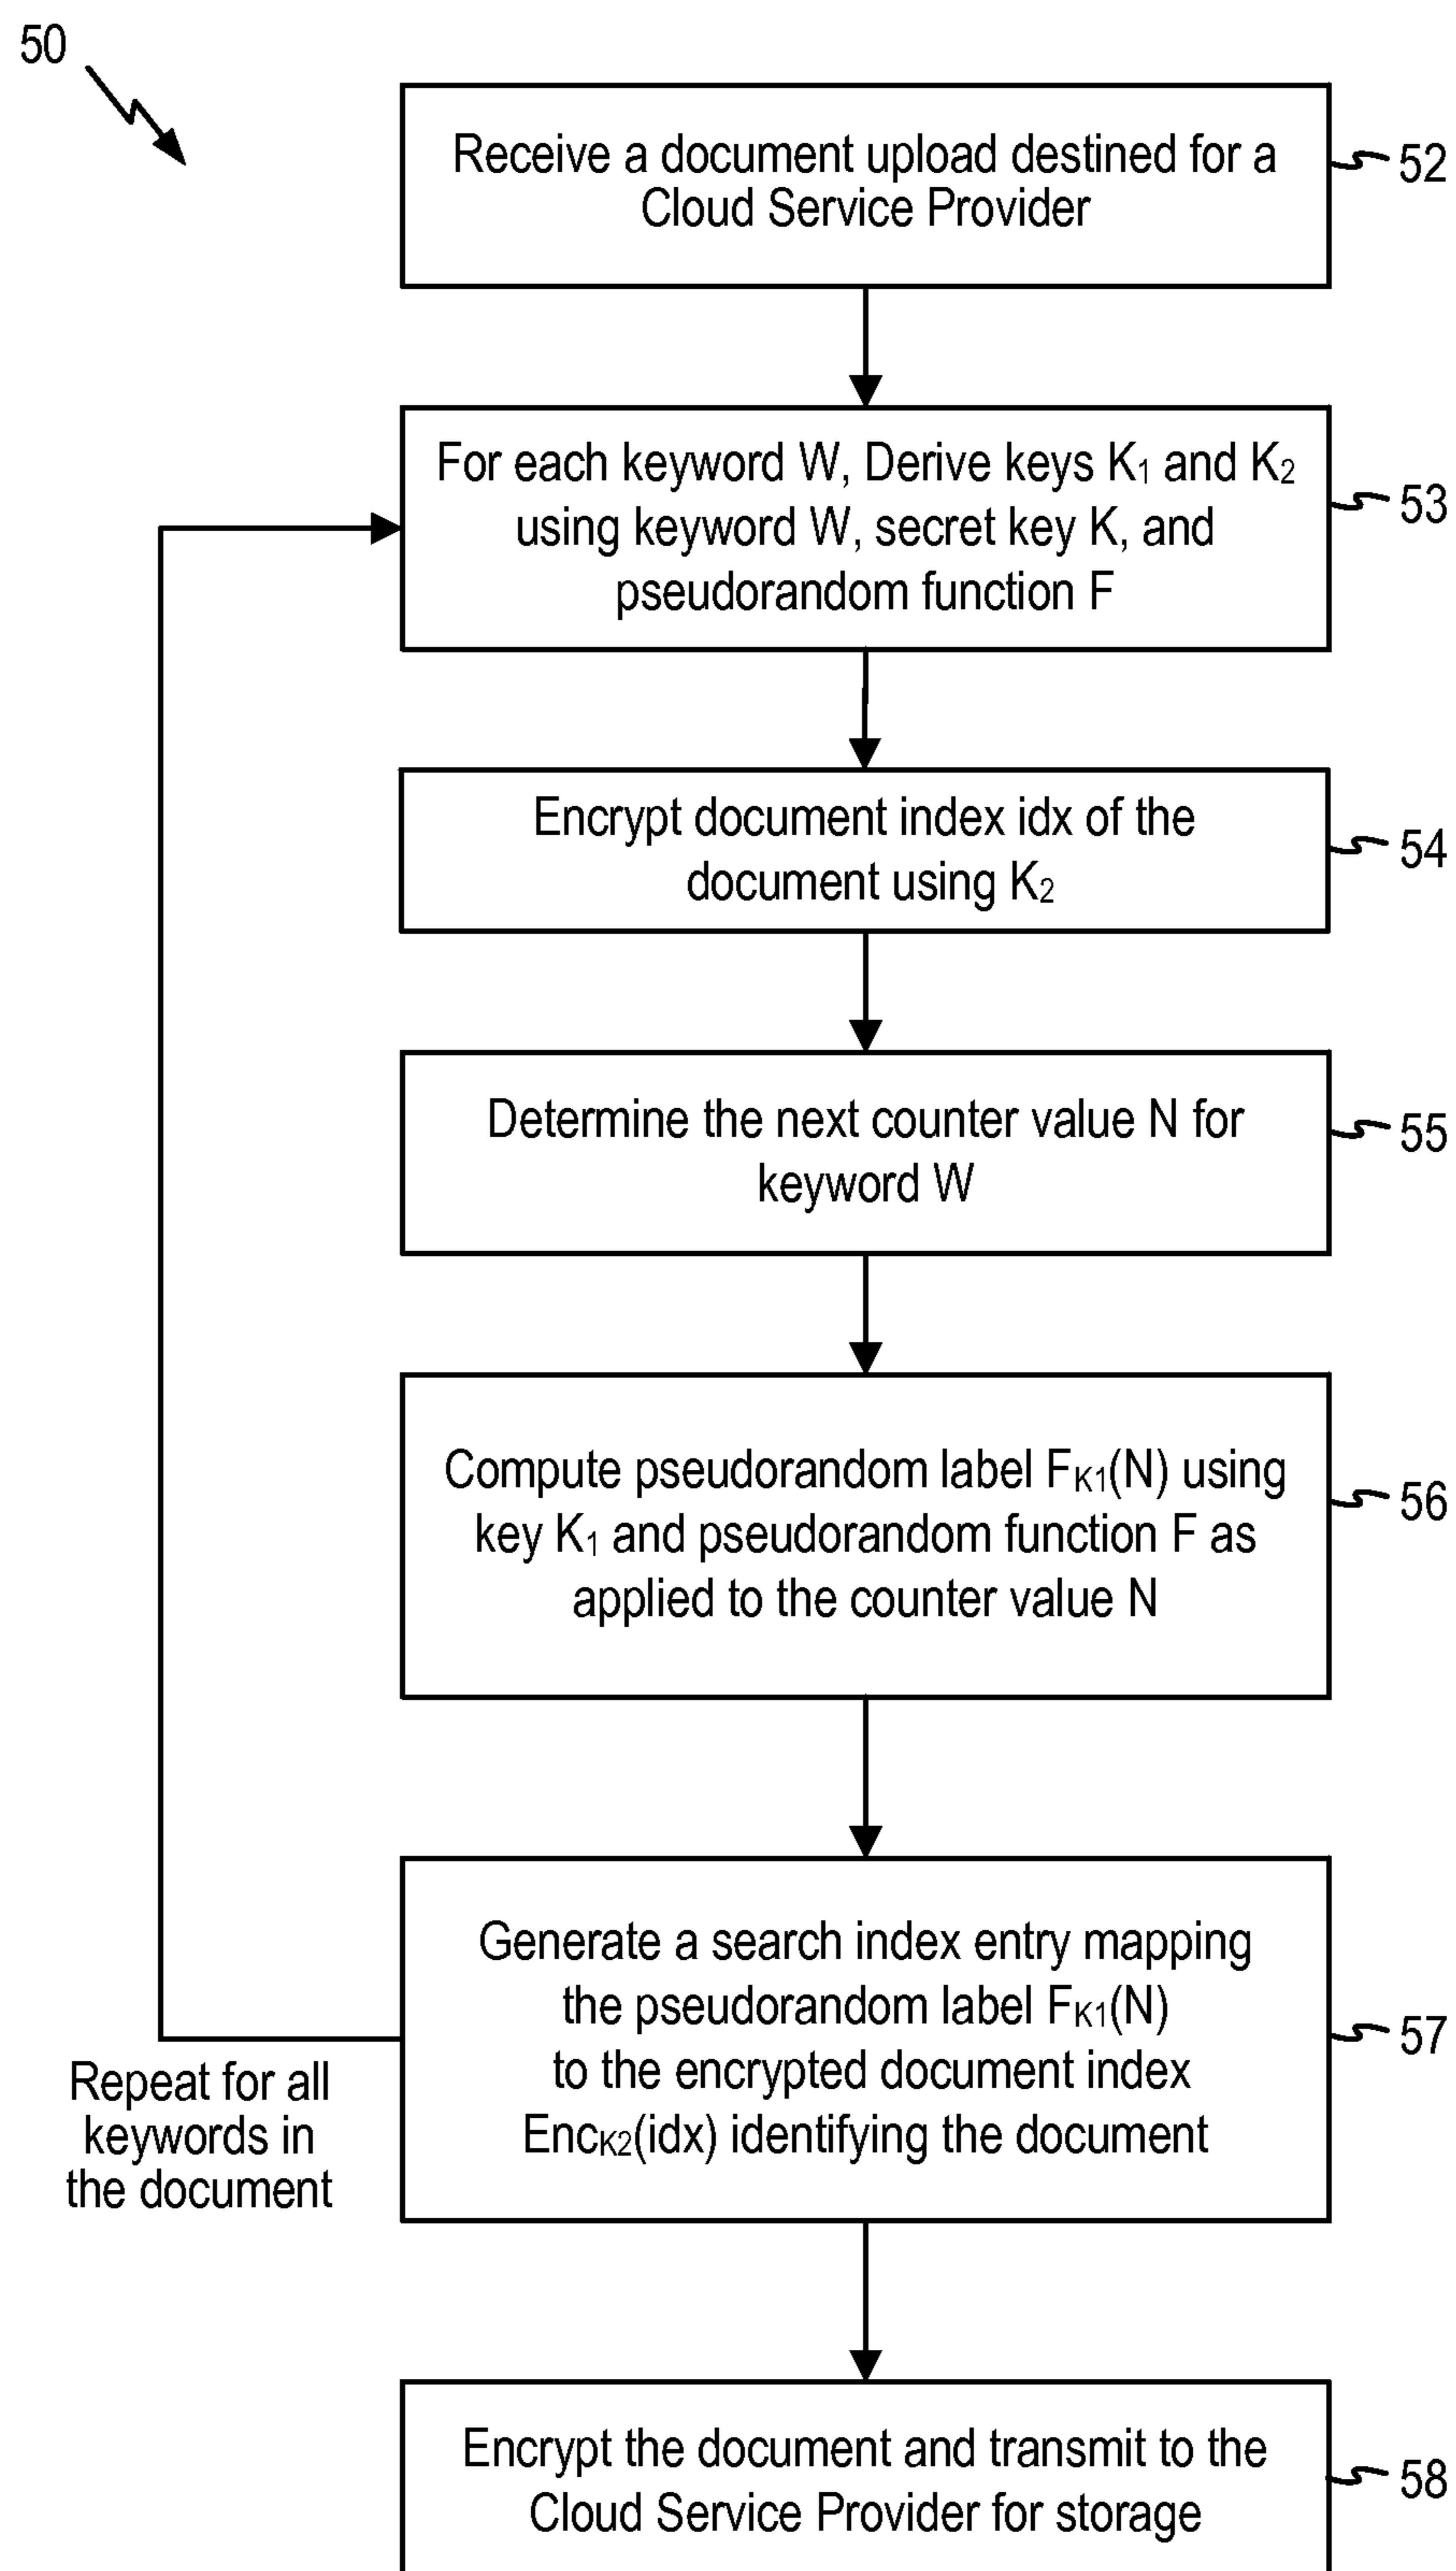 50
Receive a document upload destined for a
Cloud Service Provider
52
For each keyword W, Derive keys K₁ and K₂
using keyword W, secret key K, and
pseudorandom function F
53
Encrypt document index idx of the
document using K₂
54
Determine the next counter value N for
keyword W
55
Compute pseudorandom label F_K1(N) using
key K₁ and pseudorandom function F as
applied to the counter value N
56
Generate a search index entry mapping
the pseudorandom label F_K1(N)
to the encrypted document index
Enc_K2(idx) identifying the document
57
Repeat for all
keywords in
the document
Encrypt the document and transmit to the
Cloud Service Provider for storage
58